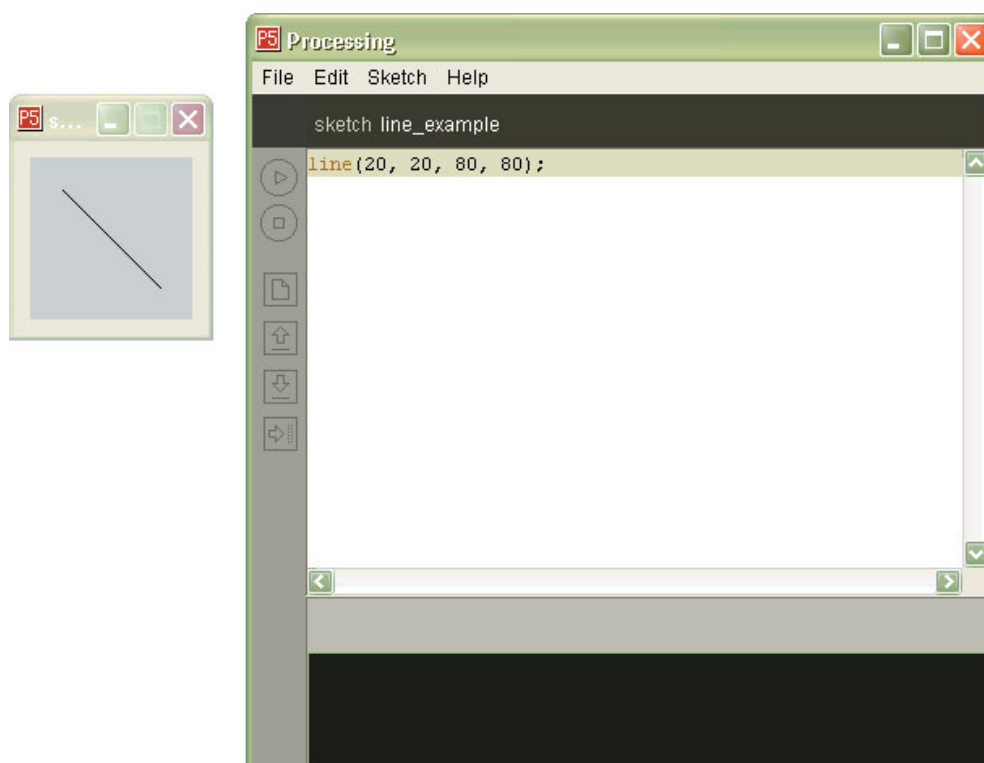 P5 s...
P5 Processing
File Edit Sketch Help
sketch line_example
line(20, 20, 80, 80);